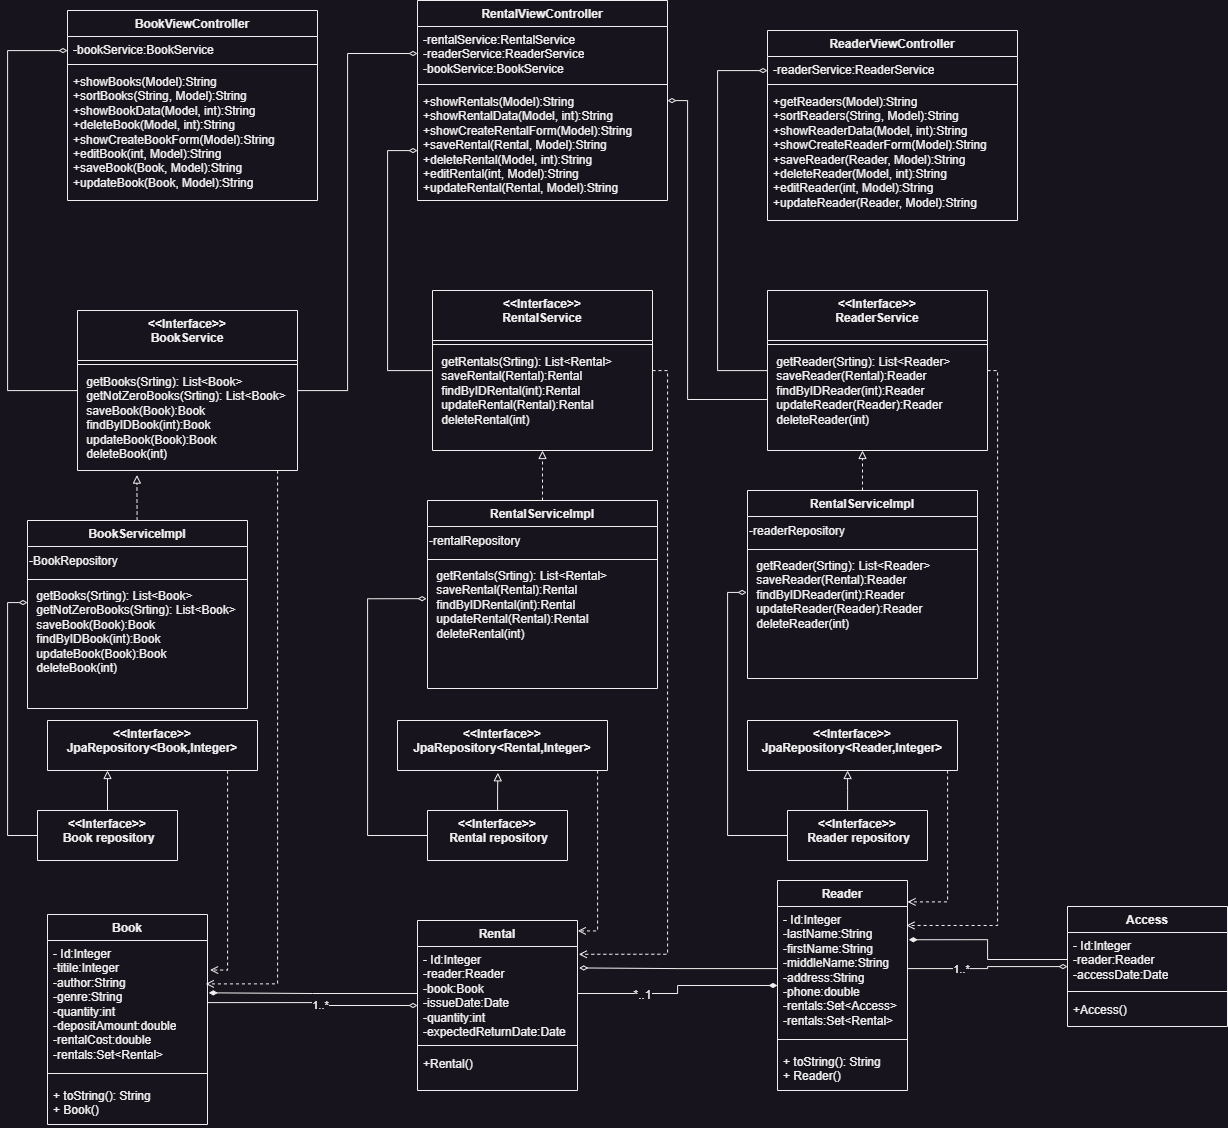 BookViewController
-bookService:BookService
+showBooks(Model):String
+sortBooks(String, Model):String
+showBookData(Model, int):String
+deleteBook(Model, int):String
+showCreateBookForm(Model):String
+editBook(int, Model):String
+saveBook(Book, Model):String
+updateBook(Book, Model):String
RentalViewController
-rentalService:RentalService
-readerService:ReaderService
-bookService:BookService
+showRentals(Model):String
+showRentalData(Model, int):String
+showCreateRentalForm(Model):String
+saveRental(Rental, Model):String
+deleteRental(Model, int):String
+editRental(int, Model):String
+updateRental(Rental, Model):String
ReaderViewController
-readerService:ReaderService
+getReaders(Model):String
+sortReaders(String, Model):String
+showReaderData(Model, int):String
+showCreateReaderForm(Model):String
+saveReader(Reader, Model):String
+deleteReader(Model, int):String
+editReader(int, Model):String
+updateReader(Reader, Model):String
<<Interface>>
BookService
getBooks(Srting): List<Book>
getNotZeroBooks(Srting): List<Book>
saveBook(Book):Book
findByIDBook(int):Book
updateBook(Book):Book
deleteBook(int)
<<Interface>>
RentalService
getRentals(Srting): List<Rental>
saveRental(Rental):Rental
findByIDRental(int):Rental
updateRental(Rental):Rental
deleteRental(int)
<<Interface>>
ReaderService
getReader(Srting): List<Reader>
saveReader(Rental):Reader
findByIDReader(int):Reader
updateReader(Reader):Reader
deleteReader(int)
BookServiceImpl
-BookRepository
getBooks(Srting): List<Book>
getNotZeroBooks(Srting): List<Book>
saveBook(Book):Book
findByIDBook(int):Book
updateBook(Book):Book
deleteBook(int)
RentalServiceImpl
-rentalRepository
getRentals(Srting): List<Rental>
saveRental(Rental):Rental
findByIDRental(int):Rental
updateRental(Rental):Rental
deleteRental(int)
RentalServiceImpl
-readerRepository
getReader(Srting): List<Reader>
saveReader(Rental):Reader
findByIDReader(int):Reader
updateReader(Reader):Reader
deleteReader(int)
<<Interface>>
JpaRepository<Book,Integer>
<<Interface>>
JpaRepository<Rental,Integer>
<<Interface>>
JpaRepository<Reader,Integer>
<<Interface>>
Book repository
<<Interface>>
Rental repository
<<Interface>>
Reader repository
Book
- Id:Integer
-titile:Integer
-author:String
-genre:String
-quantity:int
-depositAmount:double
-rentalCost:double
-rentals:Set<Rental>
+ toString(): String
+ Book()
1..*
Rental
- Id:Integer
-reader:Reader
-book:Book
-issueDate:Date
-quantity:int
-expectedReturnDate:Date
+Rental()
*..1
Reader
- Id:Integer
-lastName:String
-firstName:String
-middleName:String
-address:String
-phone:double
-rentals:Set<Access>
-rentals:Set<Rental>
+ toString(): String
+ Reader()
1..*
Access
- Id:Integer
-reader:Reader
-accessDate:Date
+Access()